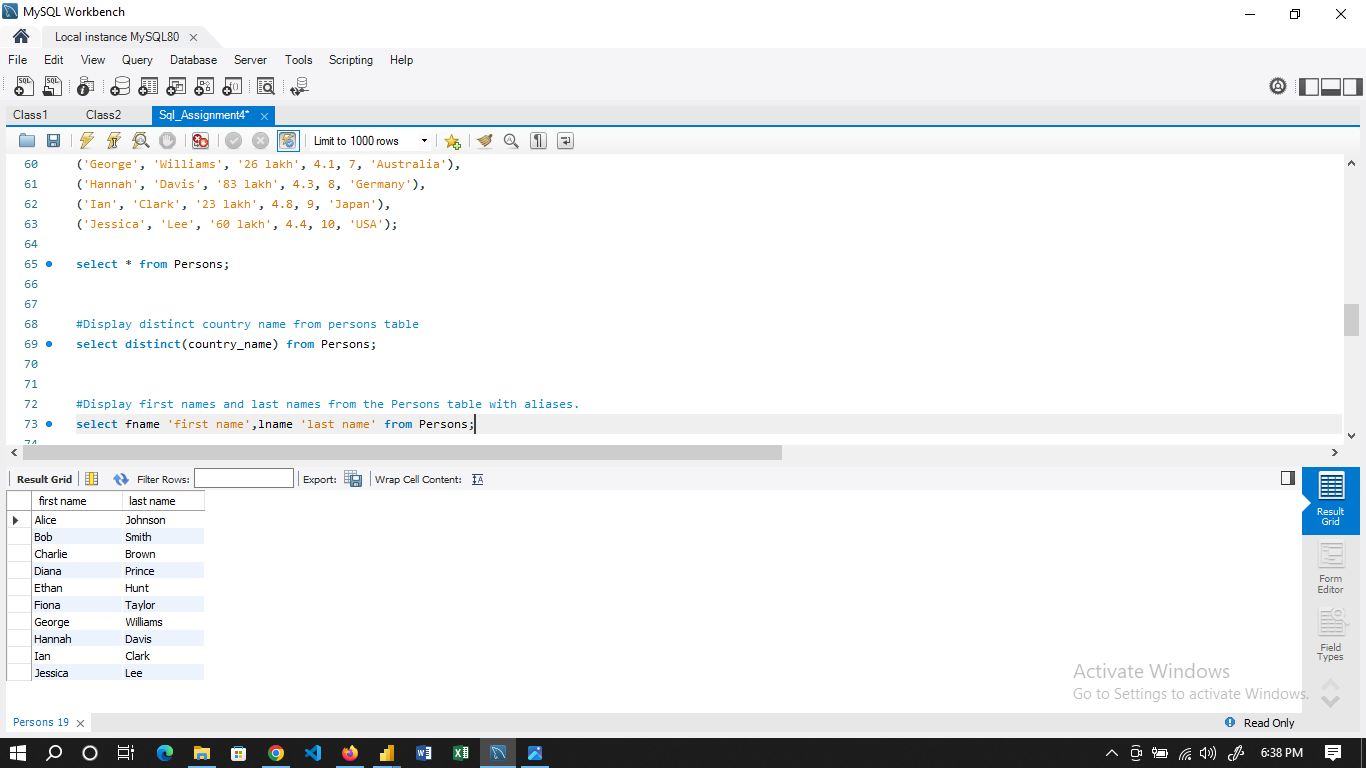 MySQL Workbench
Local instance MySQL80
File Edit View Query Database Server Tools Scripting Help
Class1 Class2 Sql_Assignment4*
Limit to 1000 rows
60 ('George', 'Williams', '26 lakh', 4.1, 7, 'Australia'),
61 ('Hannah', 'Davis', '83 lakh', 4.3, 8, 'Germany'),
62 ('Ian', 'Clark', '23 lakh', 4.8, 9, 'Japan'),
63 ('Jessica', 'Lee', '60 lakh', 4.4, 10, 'USA');
64
65 select * from Persons;
66
67
68 #Display distinct country name from persons table
69 select distinct(country_name) from Persons;
70
71
72 #Display first names and last names from the Persons table with aliases.
73 select fname 'first name',lname 'last name' from Persons;
74
Result Grid Filter Rows: Export: Wrap Cell Content:
first name last name
Alice Johnson
Bob Smith
Charlie Brown
Diana Prince
Ethan Hunt
Fiona Taylor
George Williams
Hannah Davis
Ian Clark
Jessica Lee
Result
Grid
Form
Editor
Field
Types
Activate Windows
Go to Settings to activate Windows.
Persons 19
Read Only
6:38 PM